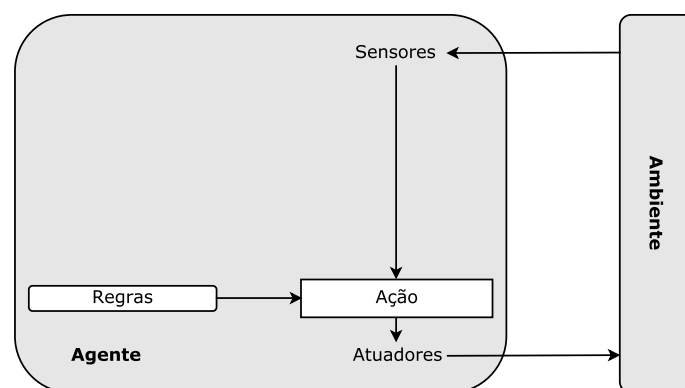 Sensores
Ambiente
Regras
Ação
Agente
Atuadores